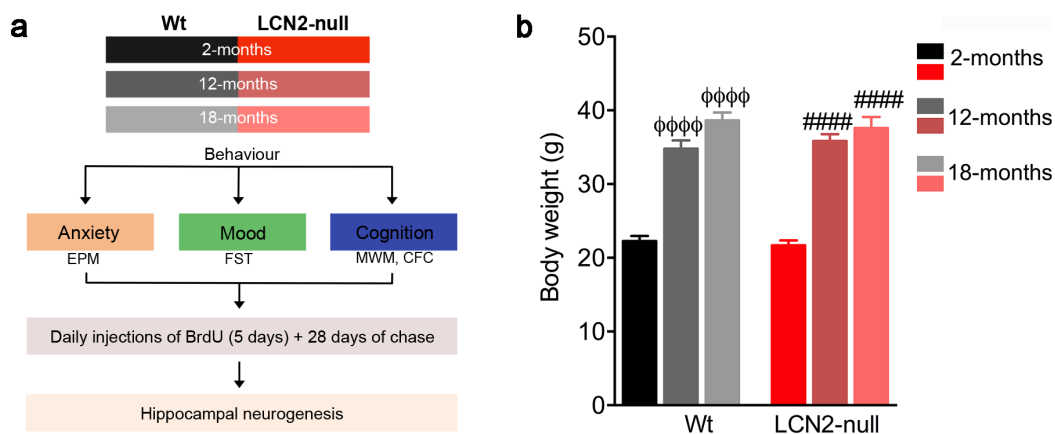 a
Wt LCN2-null
2-months
12-months
18-months
Behaviour
Anxiety Mood Cognition
EPM FST MWM, CFC
Daily injections of BrdU (5 days) + 28 days of chase
Hippocampal neurogenesis
b
Body weight (g)
50
40
30
20
10
0
ϕϕϕϕ
ϕϕϕϕ
####
####
Wt LCN2-null
2-months
12-months
18-months